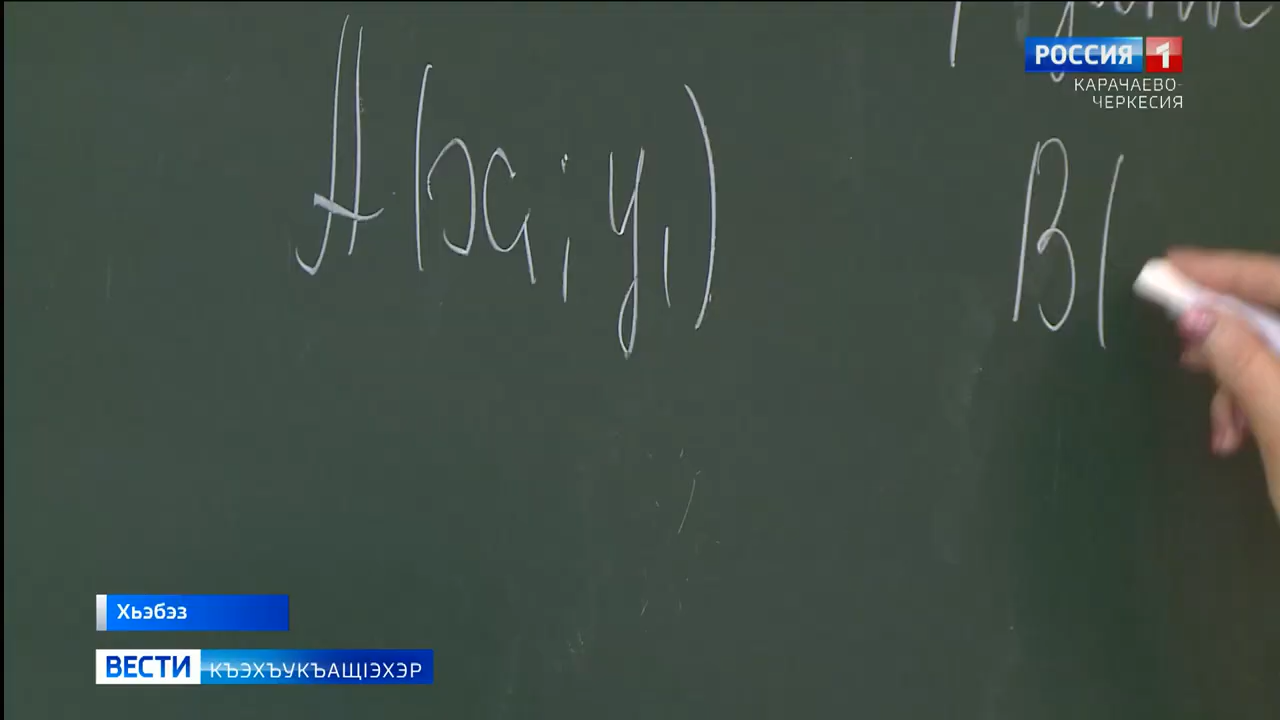 РОССИЯ 1
КАРАЧАЕВО-
ЧЕРКЕСИЯ
A(x₁; y₁)
B(
Хьэбэз
ВЕСТИ КЪЭХЪУКЪАЩІЭХЭР